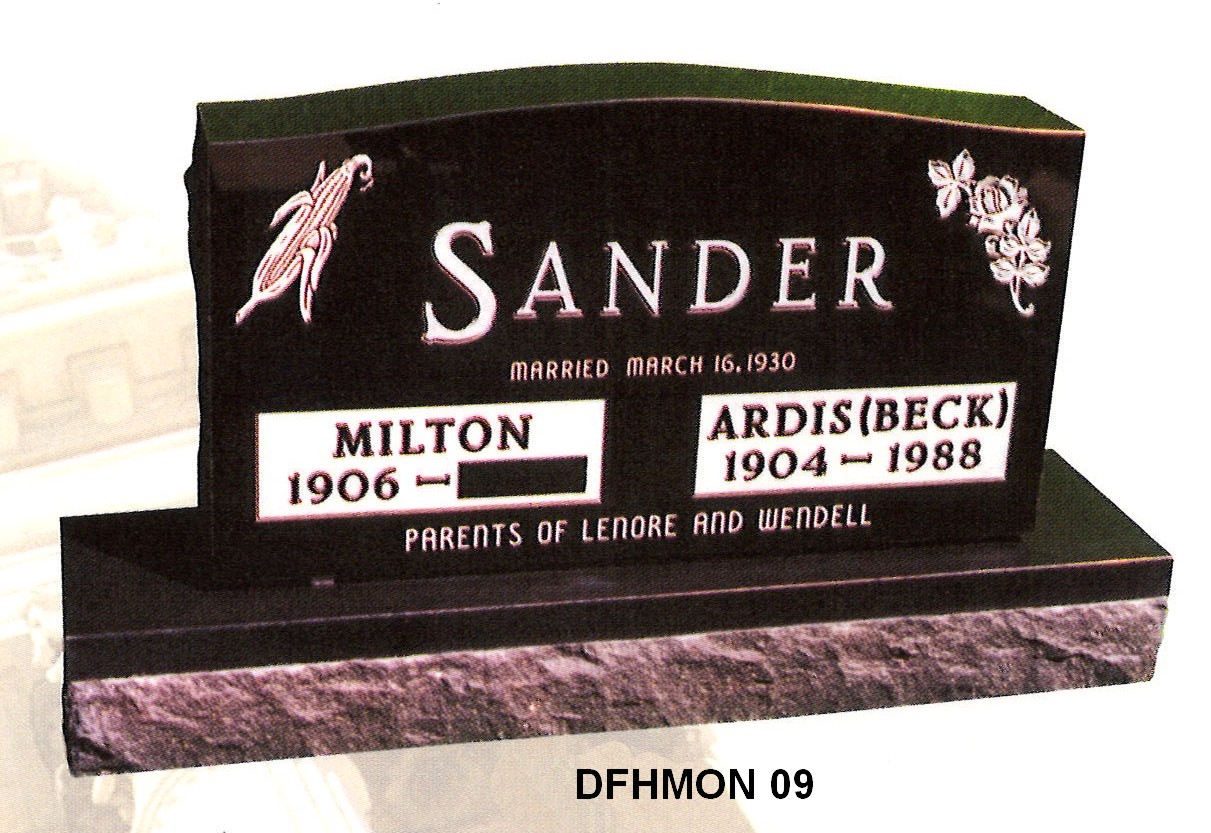 SANDER
MARRIED MARCH 16, 1930
MILTON
1906 –
ARDIS (BECK)
1904 – 1988
PARENTS OF LENORE AND WENDELL
DFHMON 09